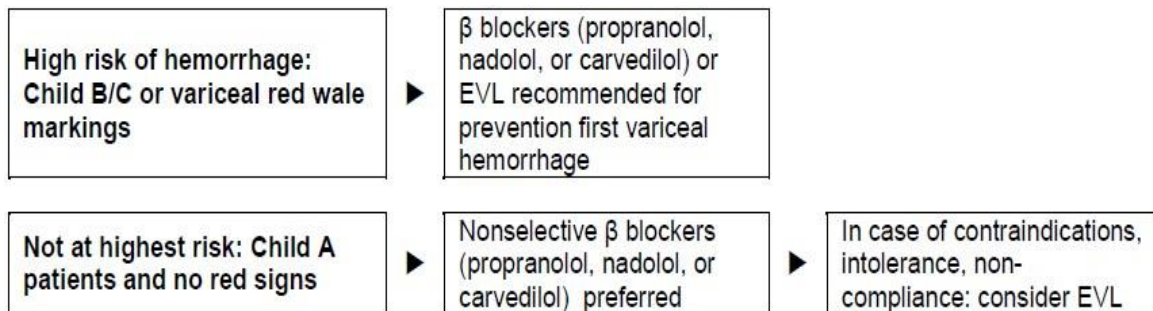 High risk of hemorrhage:
Child B/C or variceal red wale
markings
▶
β blockers (propranolol,
nadolol, or carvedilol) or
EVL recommended for
prevention first variceal
hemorrhage
Not at highest risk: Child A
patients and no red signs
▶
Nonselective β blockers
(propranolol, nadolol, or
carvedilol) preferred
▶
In case of contraindications,
intolerance, non-
compliance: consider EVL